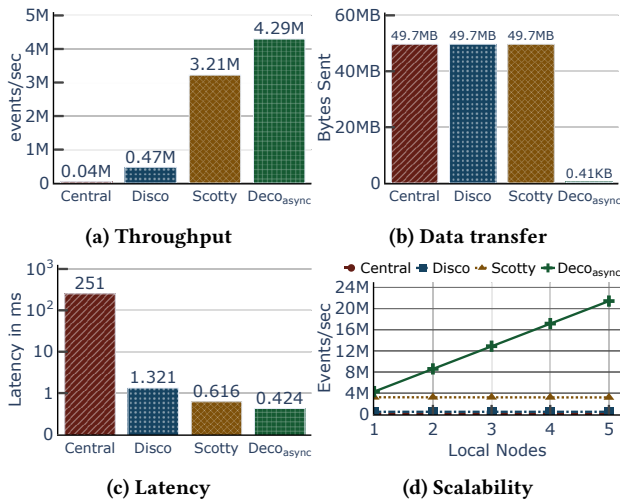 5M
4M
3M
2M
1M
0
events/sec
0.04M
0.47M
3.21M
4.29M
Central Disco Scotty Deco_async
(a) Throughput
60MB
40MB
20MB
0
Bytes Sent
49.7MB 49.7MB 49.7MB
0.41KB
Central Disco Scotty Deco_async
(b) Data transfer
10^3
10^2
10
1
0
Latency in ms
251
1.321
0.616
0.424
Central Disco Scotty Deco_async
(c) Latency
Central Disco Scotty Deco_async
24M
20M
16M
12M
8M
4M
0
Events/sec
1 2 3 4 5
Local Nodes
(d) Scalability